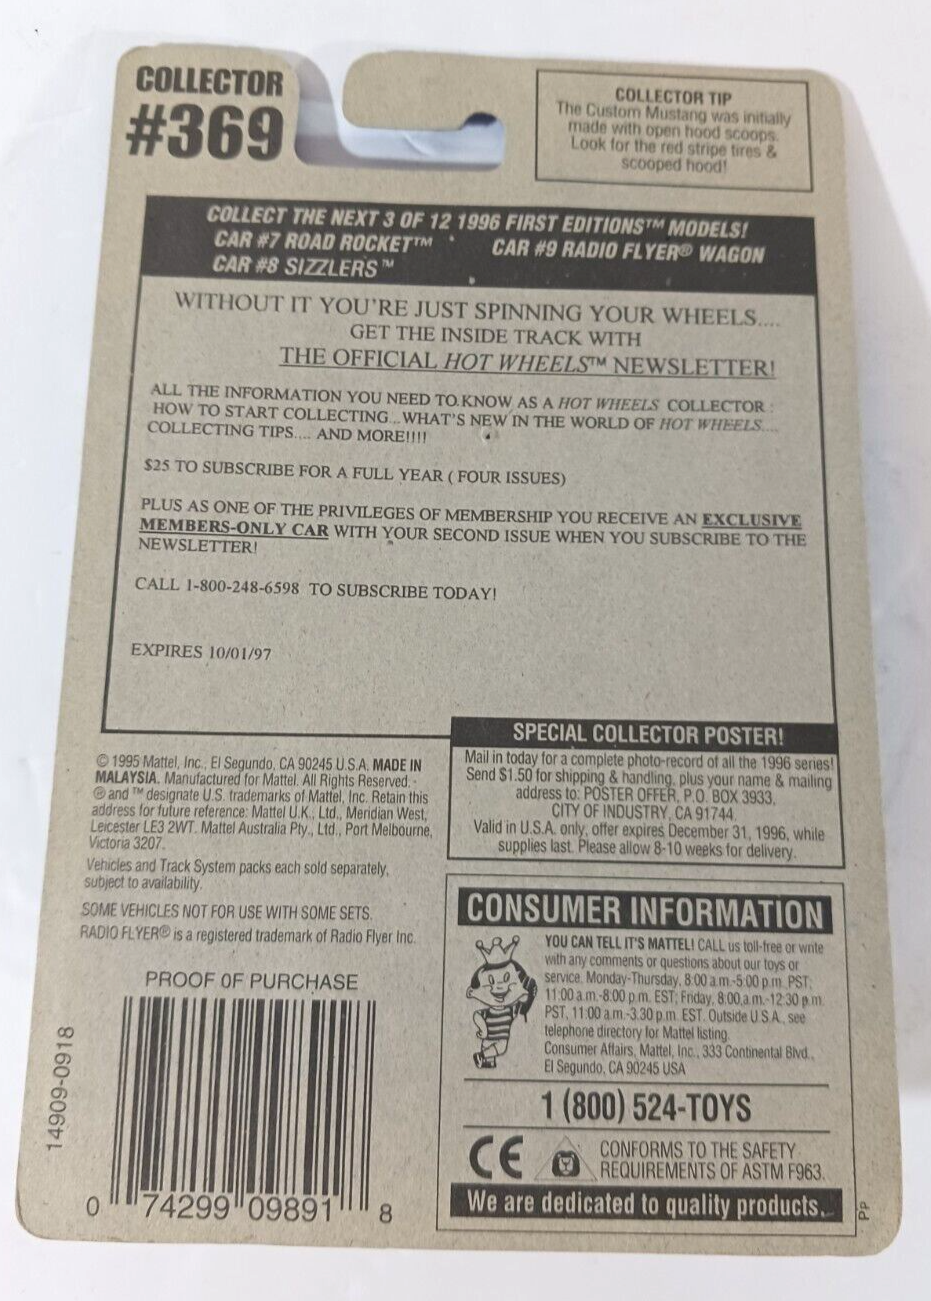 COLLECTOR
#369
COLLECTOR TIP
The Custom Mustang was initially
made with open hood scoops.
Look for the red stripe tires &
scooped hood!
COLLECT THE NEXT 3 OF 12 1996 FIRST EDITIONS™ MODELS!
CAR #7 ROAD ROCKET™ CAR #9 RADIO FLYER® WAGON
CAR #8 SIZZLERS™
WITHOUT IT YOU'RE JUST SPINNING YOUR WHEELS....
GET THE INSIDE TRACK WITH
THE OFFICIAL HOT WHEELS™ NEWSLETTER!
ALL THE INFORMATION YOU NEED TO KNOW AS A HOT WHEELS COLLECTOR :
HOW TO START COLLECTING...WHAT'S NEW IN THE WORLD OF HOT WHEELS....
COLLECTING TIPS.... AND MORE!!!!
$25 TO SUBSCRIBE FOR A FULL YEAR ( FOUR ISSUES)
PLUS AS ONE OF THE PRIVILEGES OF MEMBERSHIP YOU RECEIVE AN EXCLUSIVE
MEMBERS-ONLY CAR WITH YOUR SECOND ISSUE WHEN YOU SUBSCRIBE TO THE
NEWSLETTER!
CALL 1-800-248-6598 TO SUBSCRIBE TODAY!
EXPIRES 10/01/97
SPECIAL COLLECTOR POSTER!
Mail in today for a complete photo-record of all the 1996 series!
Send $1.50 for shipping & handling, plus your name & mailing
address to: POSTER OFFER, P.O. BOX 3933,
CITY OF INDUSTRY, CA 91744.
Valid in U.S.A. only, offer expires December 31, 1996, while
supplies last. Please allow 8-10 weeks for delivery.
© 1995 Mattel, Inc., El Segundo, CA 90245 U.S.A. MADE IN
MALAYSIA. Manufactured for Mattel. All Rights Reserved.
® and ™ designate U.S. trademarks of Mattel, Inc. Retain this
address for future reference: Mattel U.K., Ltd., Meridian West,
Leicester LE3 2WT. Mattel Australia Pty., Ltd., Port Melbourne,
Victoria 3207.
Vehicles and Track System packs each sold separately,
subject to availability.
SOME VEHICLES NOT FOR USE WITH SOME SETS.
RADIO FLYER® is a registered trademark of Radio Flyer Inc.
PROOF OF PURCHASE
14909-0918
0 74299 09891 8
CONSUMER INFORMATION
YOU CAN TELL IT'S MATTEL! CALL us toll-free or write
with any comments or questions about our toys or
service. Monday-Thursday, 8:00 a.m.-5:00 p.m. PST;
11:00 a.m.-8:00 p.m. EST; Friday, 8:00 a.m.-12:30 p.m.
PST, 11:00 a.m.-3:30 p.m. EST. Outside U.S.A., see
telephone directory for Mattel listing.
Consumer Affairs, Mattel, Inc., 333 Continental Blvd.,
El Segundo, CA 90245 USA
1 (800) 524-TOYS
CE CONFORMS TO THE SAFETY
REQUIREMENTS OF ASTM F963.
We are dedicated to quality products.
PP